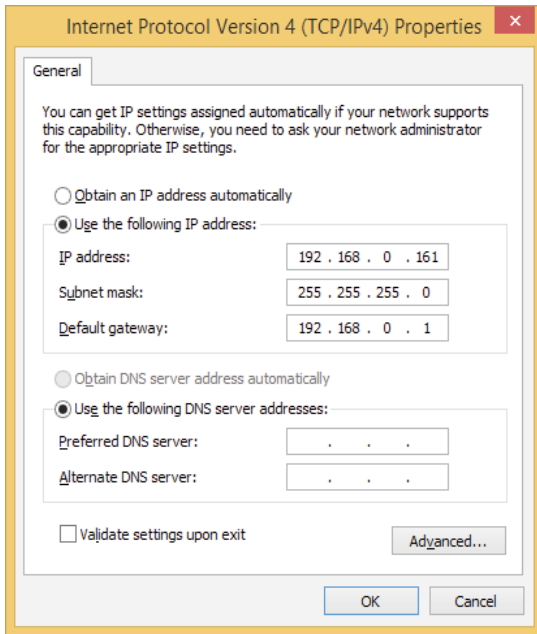 Internet Protocol Version 4 (TCP/IPv4) Properties
General
You can get IP settings assigned automatically if your network supports
this capability. Otherwise, you need to ask your network administrator
for the appropriate IP settings.
Obtain an IP address automatically
Use the following IP address:
IP address: 192 . 168 . 0 . 161
Subnet mask: 255 . 255 . 255 . 0
Default gateway: 192 . 168 . 0 . 1
Obtain DNS server address automatically
Use the following DNS server addresses:
Preferred DNS server: . . .
Alternate DNS server: . . .
Validate settings upon exit
Advanced...
OK Cancel